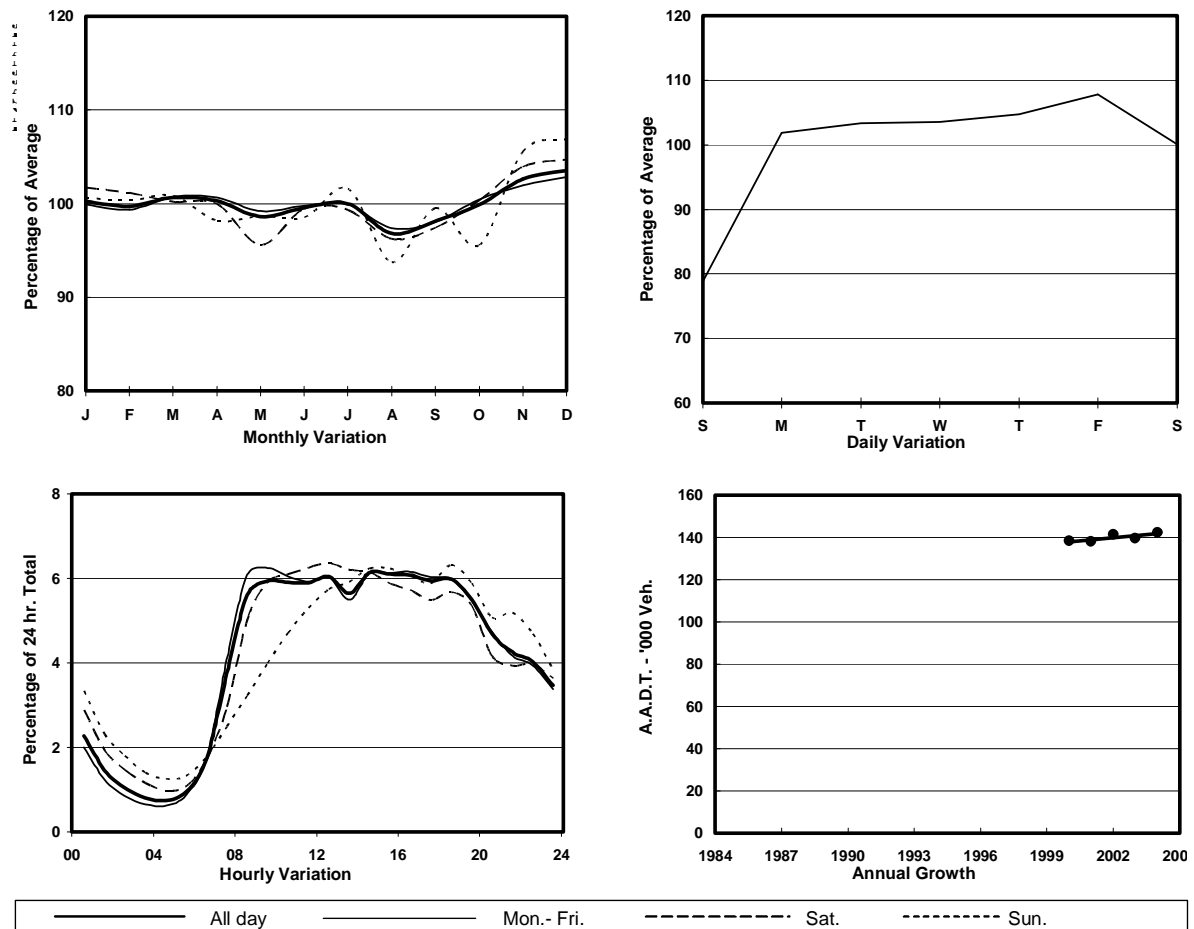 120
110
100
90
80
Percentage of Average
J F M A M J J A S O N D
Monthly Variation
120
110
100
90
80
70
60
Percentage of Average
S M T W T F S
Daily Variation
8
6
4
2
0
Percentage of 24 hr. Total
00 04 08 12 16 20 24
Hourly Variation
160
140
120
100
80
60
40
20
0
A.A.D.T. - '000 Veh.
1984 1987 1990 1993 1996 1999 2002 200
Annual Growth
All day Mon.- Fri. Sat. Sun.